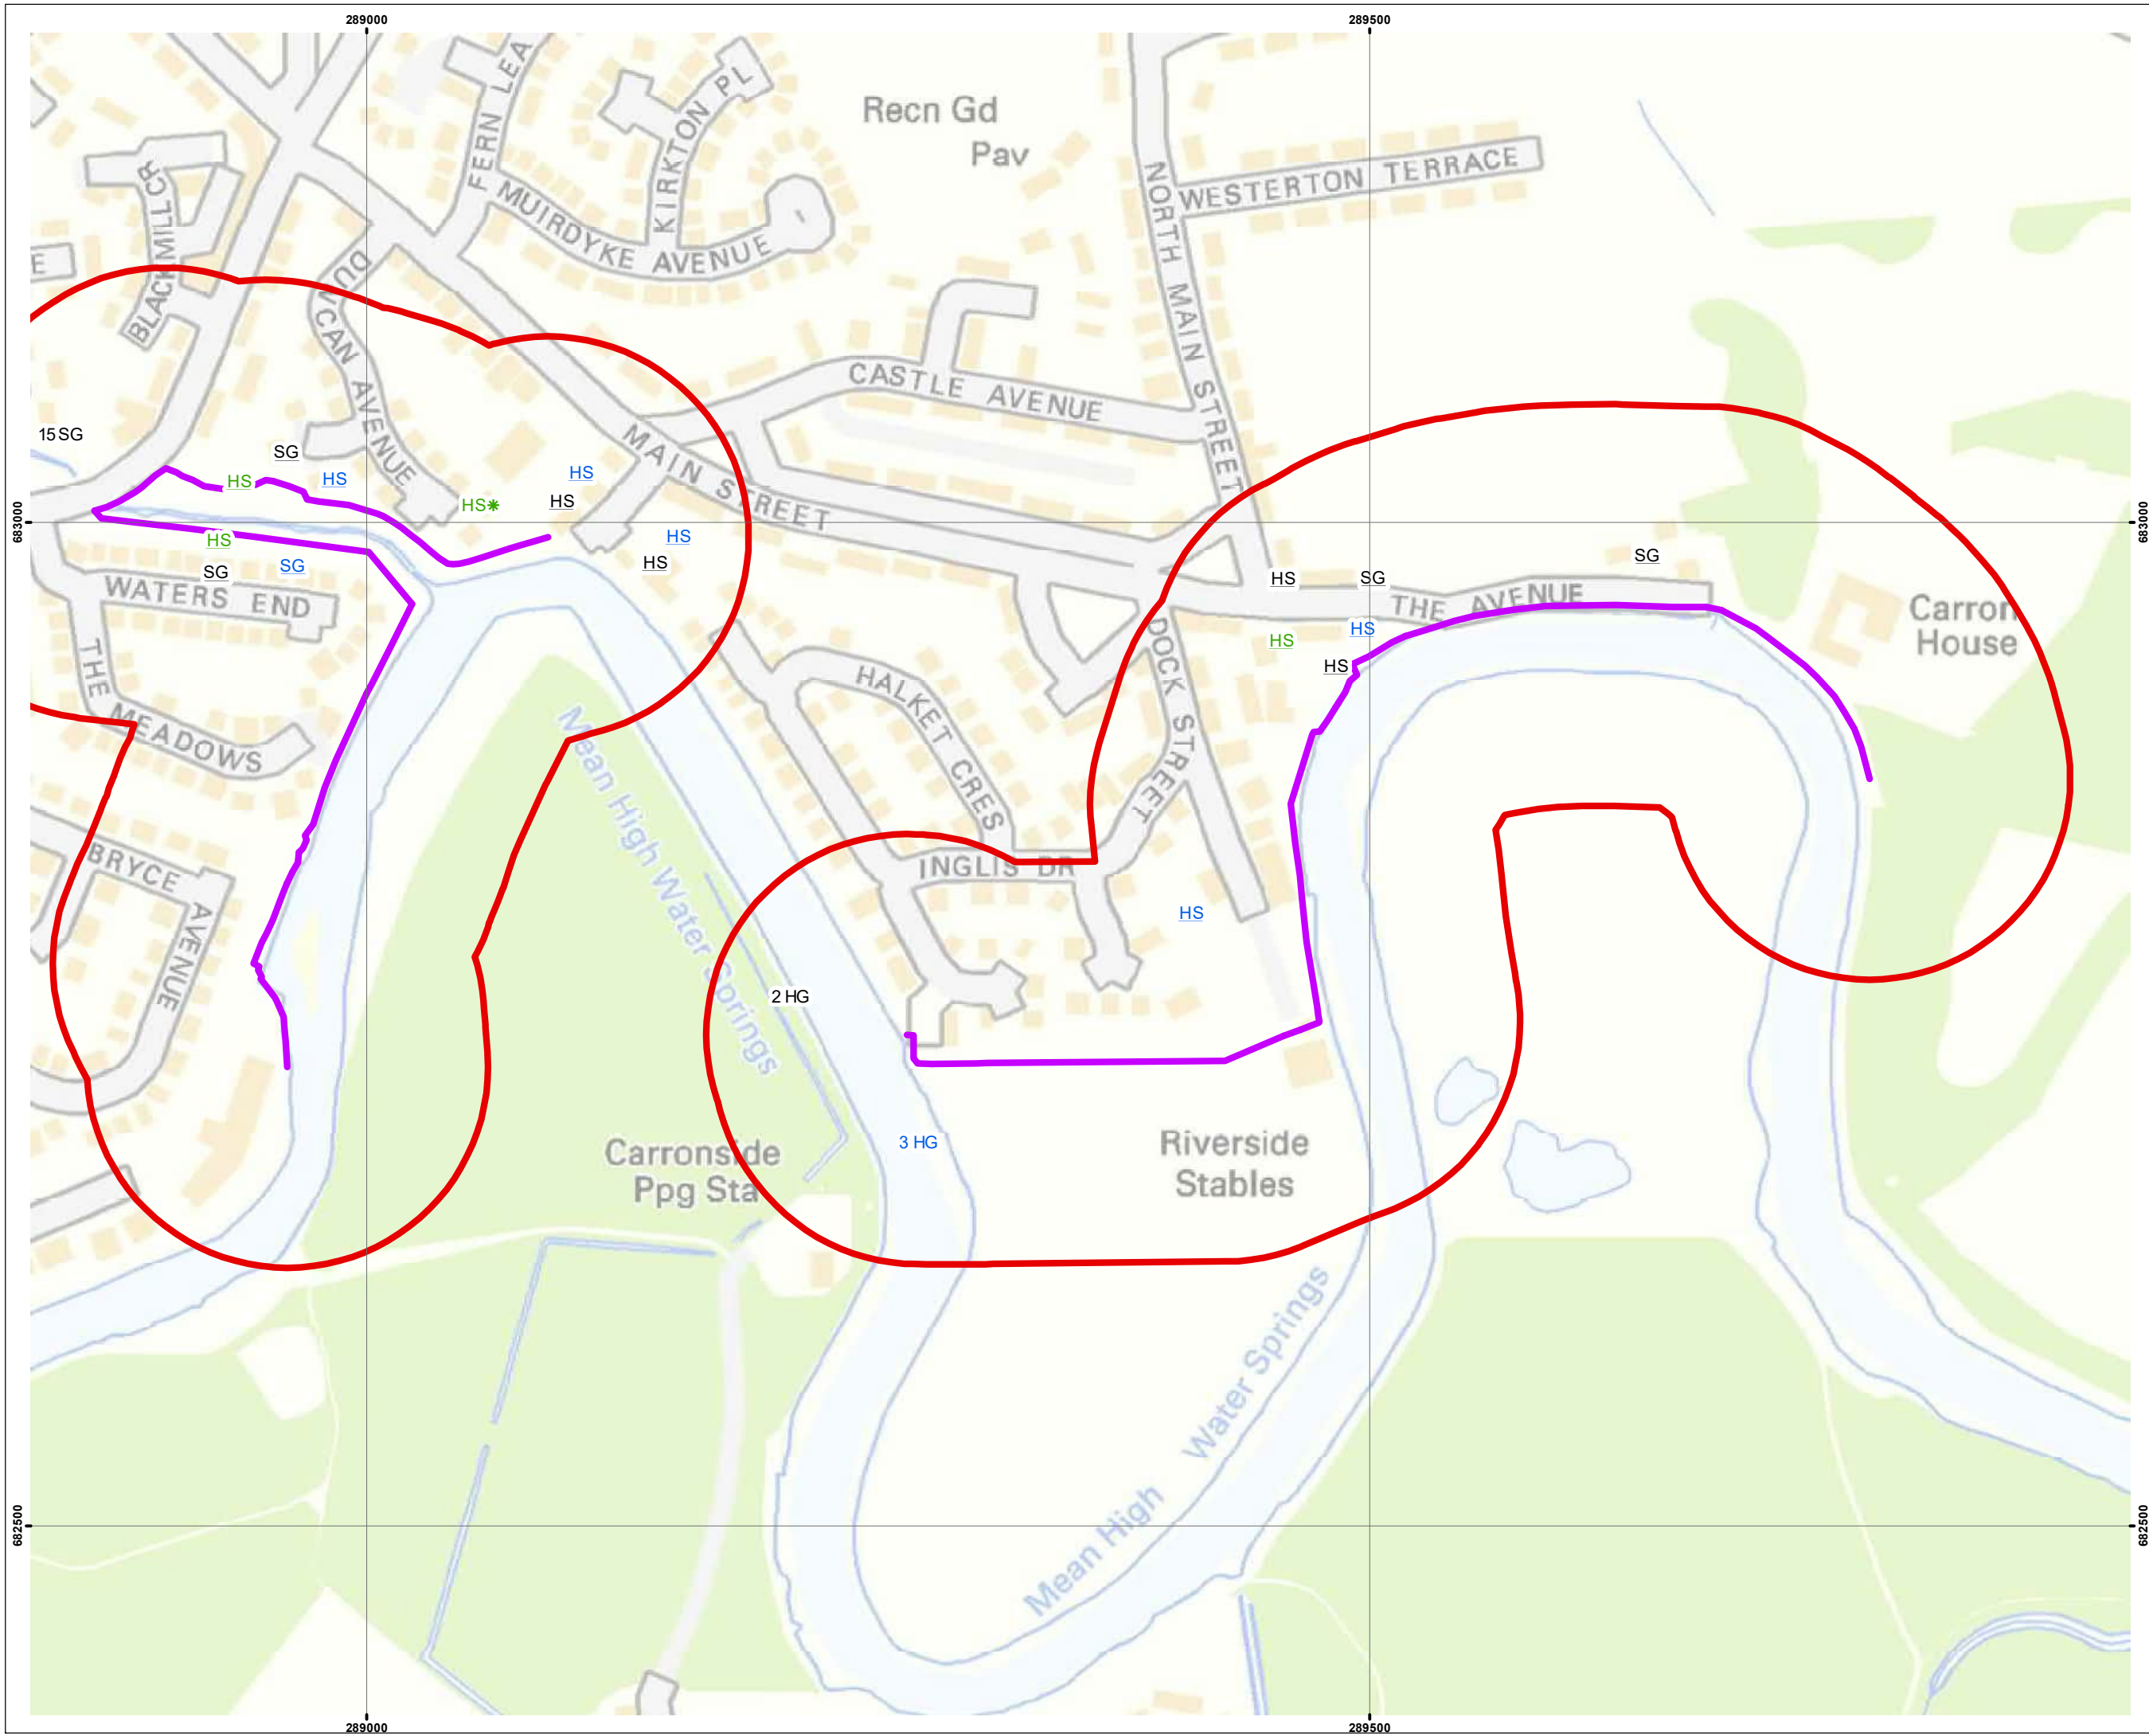 289000
289500
FERN LEA
KIRKTON PL
Recn Gd
Pav
BLACKMILL CR
MUIRDYKE AVENUE
NORTH MAIN STREET
WESTERTON TERRACE
E
DUNCAN AVENUE
CASTLE AVENUE
MAIN STREET
15 SG
SG
HS
HS
HS
HS*
HS
683000
683000
HS
HS
HS
SG
SG
SG
HS
SG
WATERS END
THE AVENUE
Carron
House
HS
HS
HS
THE MEADOWS
DOCK STREET
HALKET CRES
STREET
BRYCE AVENUE
INGLIS DR
HS
Mean High Water Springs
2 HG
3 HG
Carronside
Ppg Sta
Riverside
Stables
Mean High Water Springs
682500
682500
289000
289500